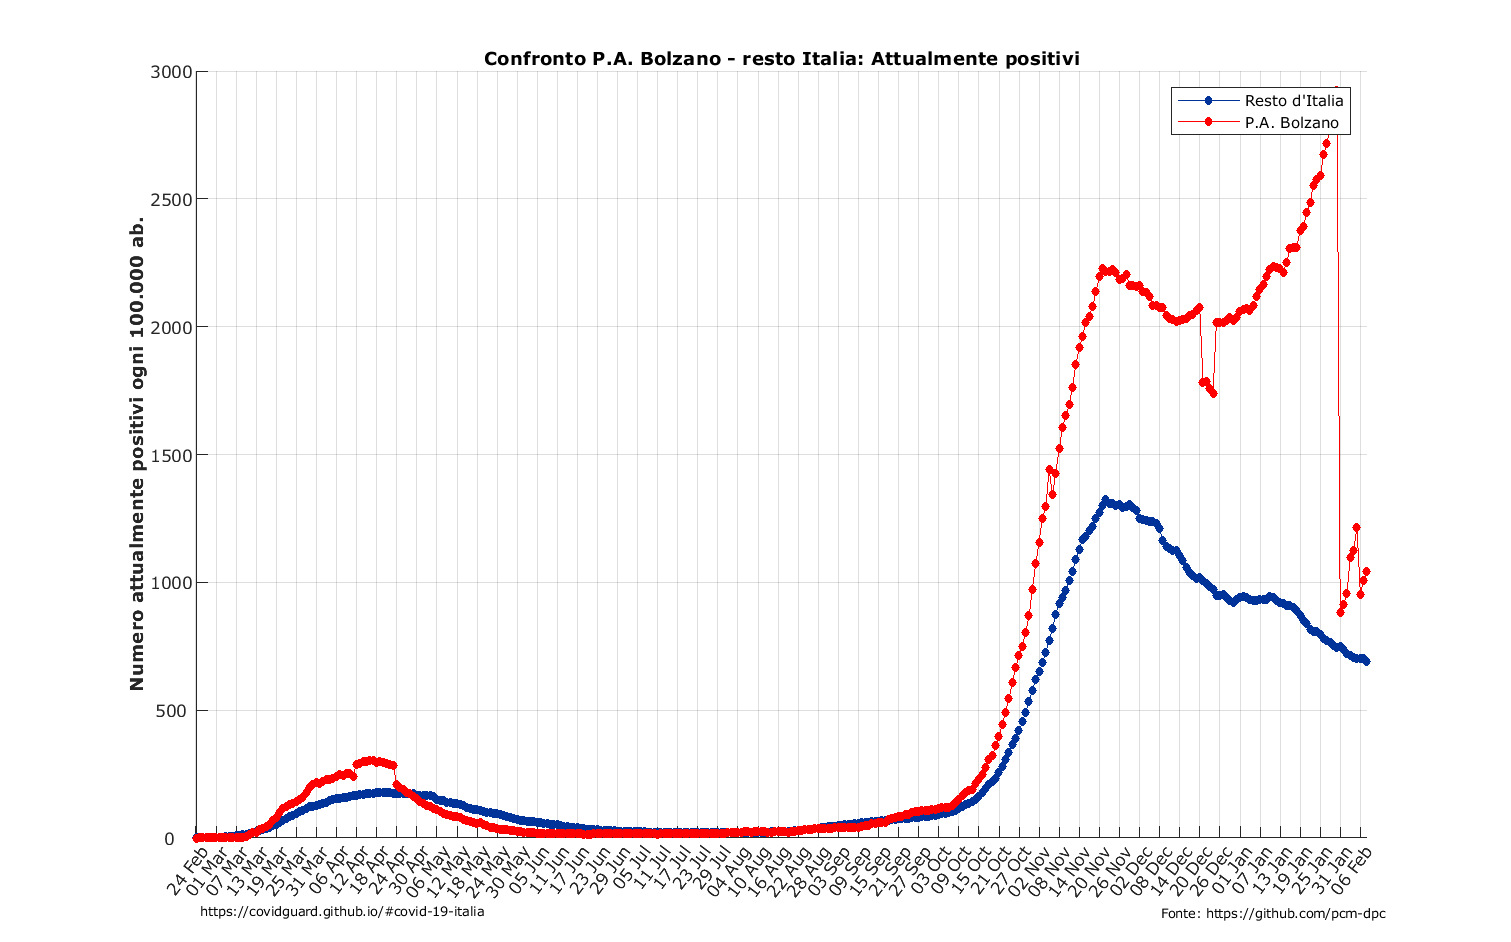 Confronto P.A. Bolzano - resto Italia: Attualmente positivi
Resto d'Italia
P.A. Bolzano
Numero attualmente positivi ogni 100.000 ab.
3000
2500
2000
1500
1000
500
0
24 Feb
01 Mar
07 Mar
13 Mar
19 Mar
25 Mar
31 Mar
06 Apr
12 Apr
18 Apr
24 Apr
30 Apr
06 May
12 May
18 May
24 May
30 May
05 Jun
11 Jun
17 Jun
23 Jun
29 Jun
05 Jul
11 Jul
17 Jul
23 Jul
29 Jul
04 Aug
10 Aug
16 Aug
22 Aug
28 Aug
03 Sep
09 Sep
15 Sep
21 Sep
27 Sep
03 Oct
09 Oct
15 Oct
21 Oct
27 Oct
02 Nov
08 Nov
14 Nov
20 Nov
26 Nov
02 Dec
08 Dec
14 Dec
20 Dec
26 Dec
01 Jan
07 Jan
13 Jan
19 Jan
25 Jan
31 Jan
06 Feb
https://covidguard.github.io/#covid-19-italia
Fonte: https://github.com/pcm-dpc